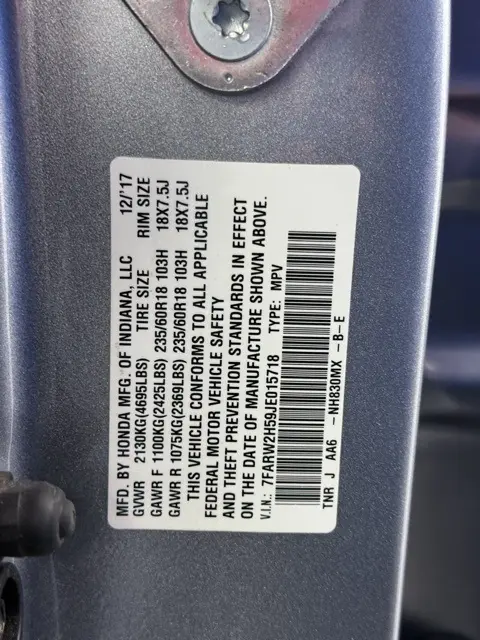 MFD. BY HONDA MFG. OF INDIANA, LLC 12/'17
GVWR 2130KG(4695LBS) TIRE SIZE RIM SIZE
GAWR F 1100KG(2425LBS) 235/60R18 103H 18X7.5J
GAWR R 1075KG(2369LBS) 235/60R18 103H 18X7.5J
THIS VEHICLE CONFORMS TO ALL APPLICABLE
FEDERAL MOTOR VEHICLE SAFETY
AND THEFT PREVENTION STANDARDS IN EFFECT
ON THE DATE OF MANUFACTURE SHOWN ABOVE.
V.I.N.: 7FARW2H59JE015718 TYPE: MPV
TNR J AA6 -NH830MX -B-E